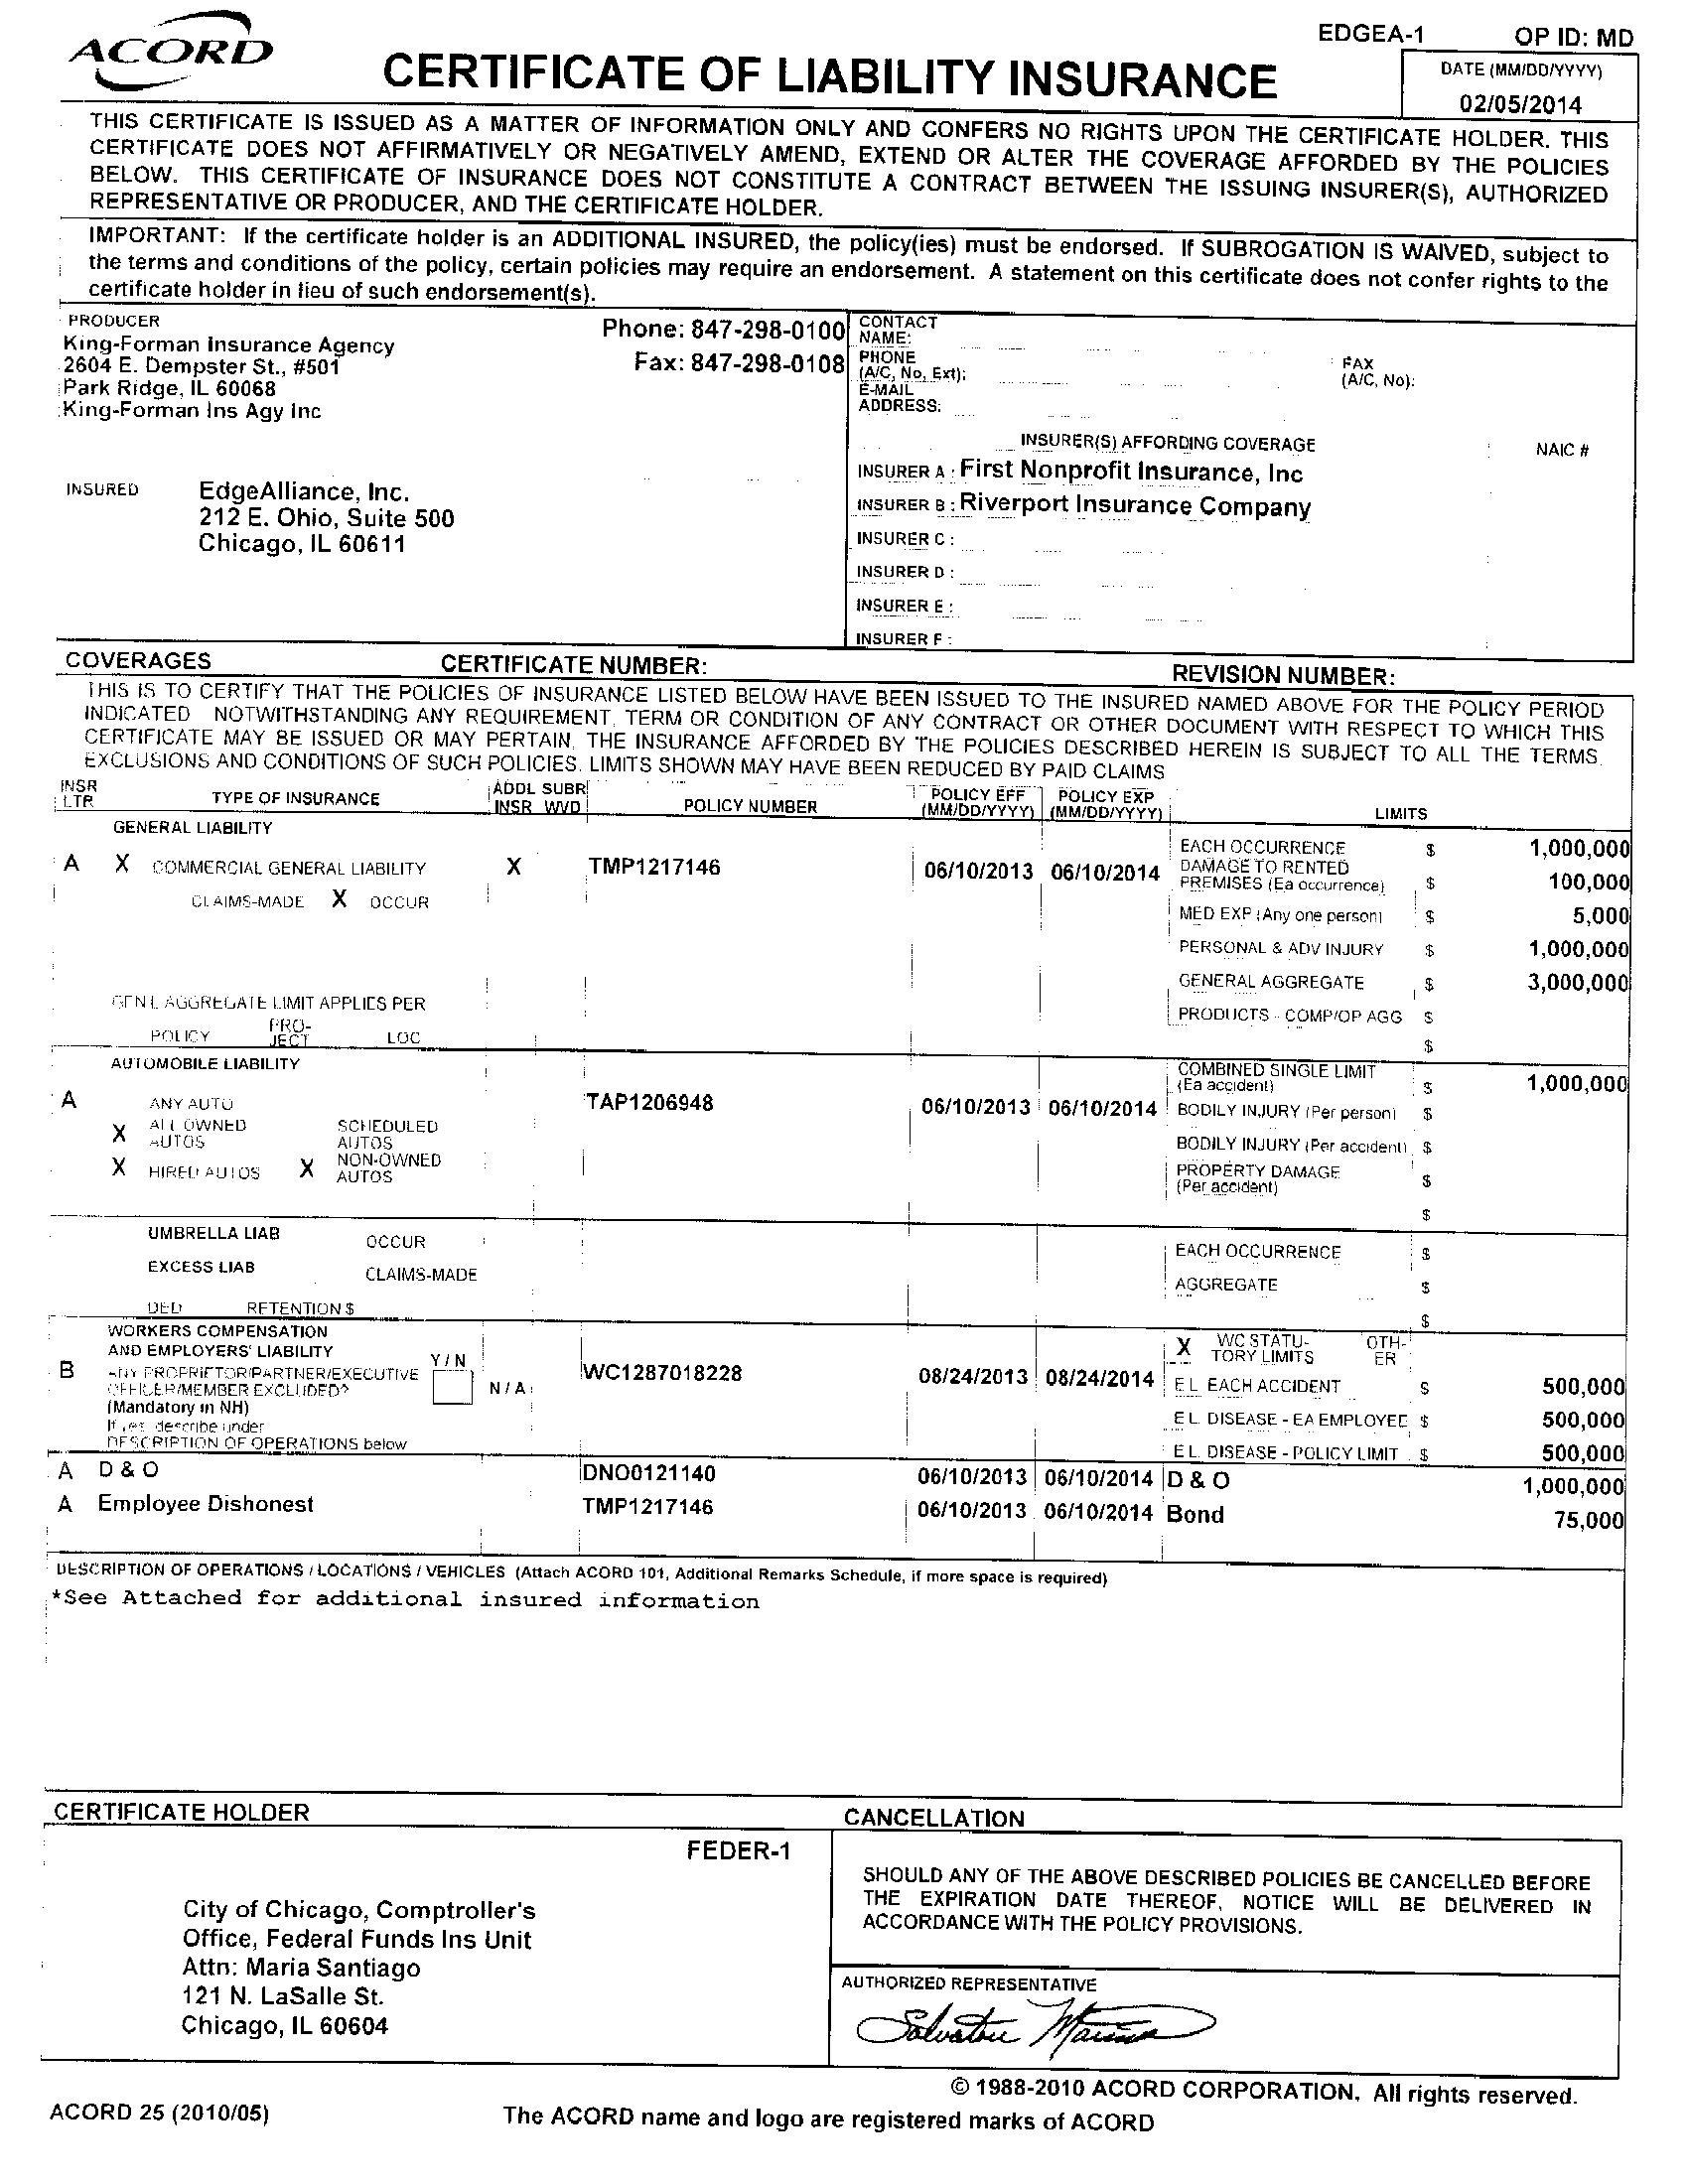 EDGEA-1 OP ID: MD
ACORD
CERTIFICATE OF LIABILITY INSURANCE
DATE (MM/DD/YYYY)
02/05/2014
THIS CERTIFICATE IS ISSUED AS A MATTER OF INFORMATION ONLY AND CONFERS NO RIGHTS UPON THE CERTIFICATE HOLDER. THIS
CERTIFICATE DOES NOT AFFIRMATIVELY OR NEGATIVELY AMEND, EXTEND OR ALTER THE COVERAGE AFFORDED BY THE POLICIES
BELOW. THIS CERTIFICATE OF INSURANCE DOES NOT CONSTITUTE A CONTRACT BETWEEN THE ISSUING INSURER(S), AUTHORIZED
REPRESENTATIVE OR PRODUCER, AND THE CERTIFICATE HOLDER.
IMPORTANT: If the certificate holder is an ADDITIONAL INSURED, the policy(ies) must be endorsed. If SUBROGATION IS WAIVED, subject to
the terms and conditions of the policy, certain policies may require an endorsement. A statement on this certificate does not confer rights to the
certificate holder in lieu of such endorsement(s).
PRODUCER
King-Forman Insurance Agency
2604 E. Dempster St., #501
Park Ridge, IL 60068
King-Forman Ins Agy Inc
Phone: 847-298-0100
Fax: 847-298-0108
CONTACT
NAME:
PHONE
(A/C, No, Ext):
FAX
(A/C, No):
E-MAIL
ADDRESS:
INSURER(S) AFFORDING COVERAGE NAIC #
INSURER A : First Nonprofit Insurance, Inc
INSURED
EdgeAlliance, Inc.
212 E. Ohio, Suite 500
Chicago, IL 60611
INSURER B : Riverport Insurance Company
INSURER C :
INSURER D :
INSURER E :
INSURER F :
COVERAGES CERTIFICATE NUMBER: REVISION NUMBER:
THIS IS TO CERTIFY THAT THE POLICIES OF INSURANCE LISTED BELOW HAVE BEEN ISSUED TO THE INSURED NAMED ABOVE FOR THE POLICY PERIOD
INDICATED NOTWITHSTANDING ANY REQUIREMENT, TERM OR CONDITION OF ANY CONTRACT OR OTHER DOCUMENT WITH RESPECT TO WHICH THIS
CERTIFICATE MAY BE ISSUED OR MAY PERTAIN, THE INSURANCE AFFORDED BY THE POLICIES DESCRIBED HEREIN IS SUBJECT TO ALL THE TERMS,
EXCLUSIONS AND CONDITIONS OF SUCH POLICIES. LIMITS SHOWN MAY HAVE BEEN REDUCED BY PAID CLAIMS
INSR LTR TYPE OF INSURANCE ADDL INSR SUBR WVD POLICY NUMBER POLICY EFF (MM/DD/YYYY) POLICY EXP (MM/DD/YYYY) LIMITS
GENERAL LIABILITY
EACH OCCURRENCE $ 1,000,000
A X COMMERCIAL GENERAL LIABILITY X TMP1217146 06/10/2013 06/10/2014
DAMAGE TO RENTED
PREMISES (Ea occurrence) $ 100,000
CLAIMS-MADE X OCCUR
MED EXP (Any one person) $ 5,000
PERSONAL & ADV INJURY $ 1,000,000
GENERAL AGGREGATE $ 3,000,000
GEN'L AGGREGATE LIMIT APPLIES PER
PRODUCTS - COMP/OP AGG $
POLICY PRO-JECT LOC
$
AUTOMOBILE LIABILITY
COMBINED SINGLE LIMIT
(Ea accident) $ 1,000,000
A ANY AUTO TAP1206948 06/10/2013 06/10/2014
BODILY INJURY (Per person) $
X ALL OWNED AUTOS SCHEDULED AUTOS
BODILY INJURY (Per accident) $
X HIRED AUTOS X NON-OWNED AUTOS
PROPERTY DAMAGE
(Per accident) $
$
UMBRELLA LIAB OCCUR
EACH OCCURRENCE $
EXCESS LIAB CLAIMS-MADE
AGGREGATE $
DED RETENTION $
$
WORKERS COMPENSATION
AND EMPLOYERS' LIABILITY
Y / N
X WC STATU-TORY LIMITS OTH-ER
B ANY PROPRIETOR/PARTNER/EXECUTIVE
OFFICER/MEMBER EXCLUDED?
N / A
WC1287018228 08/24/2013 08/24/2014
E L EACH ACCIDENT $ 500,000
(Mandatory in NH)
E L DISEASE - EA EMPLOYEE $ 500,000
If yes, describe under
DESCRIPTION OF OPERATIONS below
E L DISEASE - POLICY LIMIT $ 500,000
A D & O DNO0121140 06/10/2013 06/10/2014 D & O 1,000,000
A Employee Dishonest TMP1217146 06/10/2013 06/10/2014 Bond 75,000
DESCRIPTION OF OPERATIONS / LOCATIONS / VEHICLES (Attach ACORD 101, Additional Remarks Schedule, if more space is required)
*See Attached for additional insured information
CERTIFICATE HOLDER
FEDER-1
City of Chicago, Comptroller's
Office, Federal Funds Ins Unit
Attn: Maria Santiago
121 N. LaSalle St.
Chicago, IL 60604
CANCELLATION
SHOULD ANY OF THE ABOVE DESCRIBED POLICIES BE CANCELLED BEFORE
THE EXPIRATION DATE THEREOF, NOTICE WILL BE DELIVERED IN
ACCORDANCE WITH THE POLICY PROVISIONS.
AUTHORIZED REPRESENTATIVE
© 1988-2010 ACORD CORPORATION. All rights reserved.
ACORD 25 (2010/05)
The ACORD name and logo are registered marks of ACORD